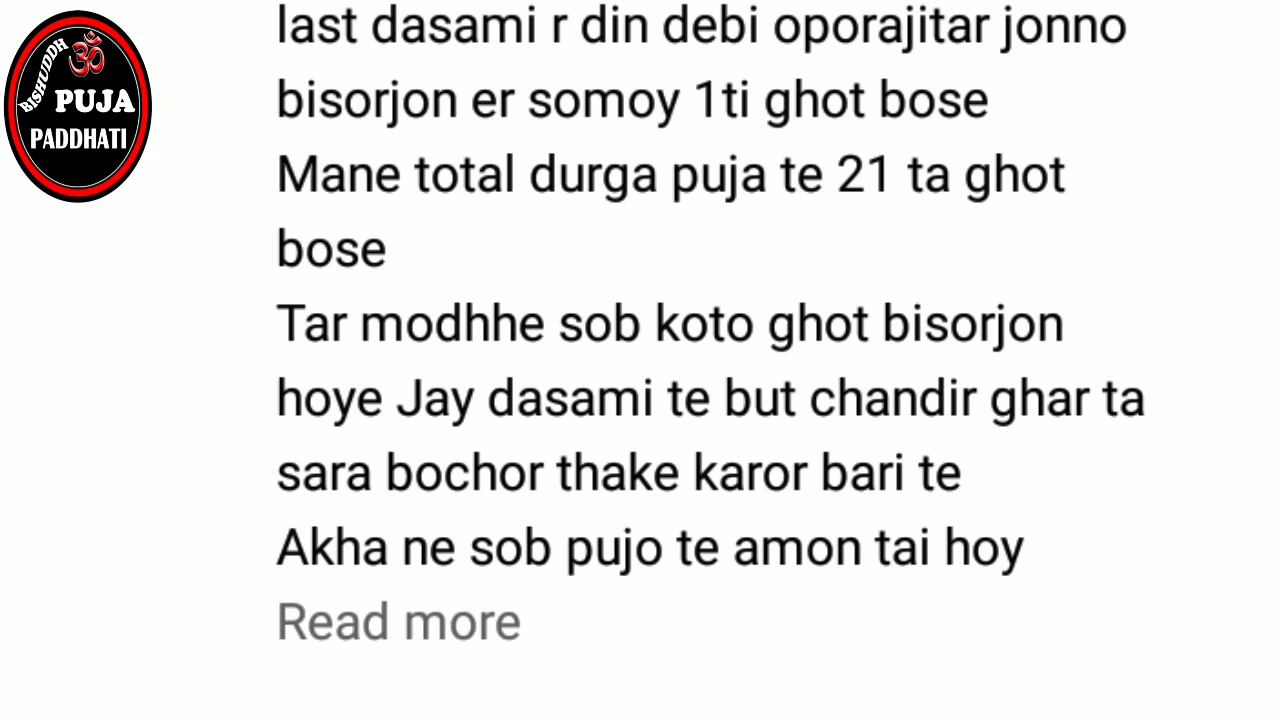 BISHUDDH
ॐ
PUJA
PADDHATI
last dasami r din debi oporajitar jonno
bisorjon er somoy 1ti ghot bose
Mane total durga puja te 21 ta ghot
bose
Tar modhhe sob koto ghot bisorjon
hoye Jay dasami te but chandir ghar ta
sara bochor thake karor bari te
Akha ne sob pujo te amon tai hoy
Read more